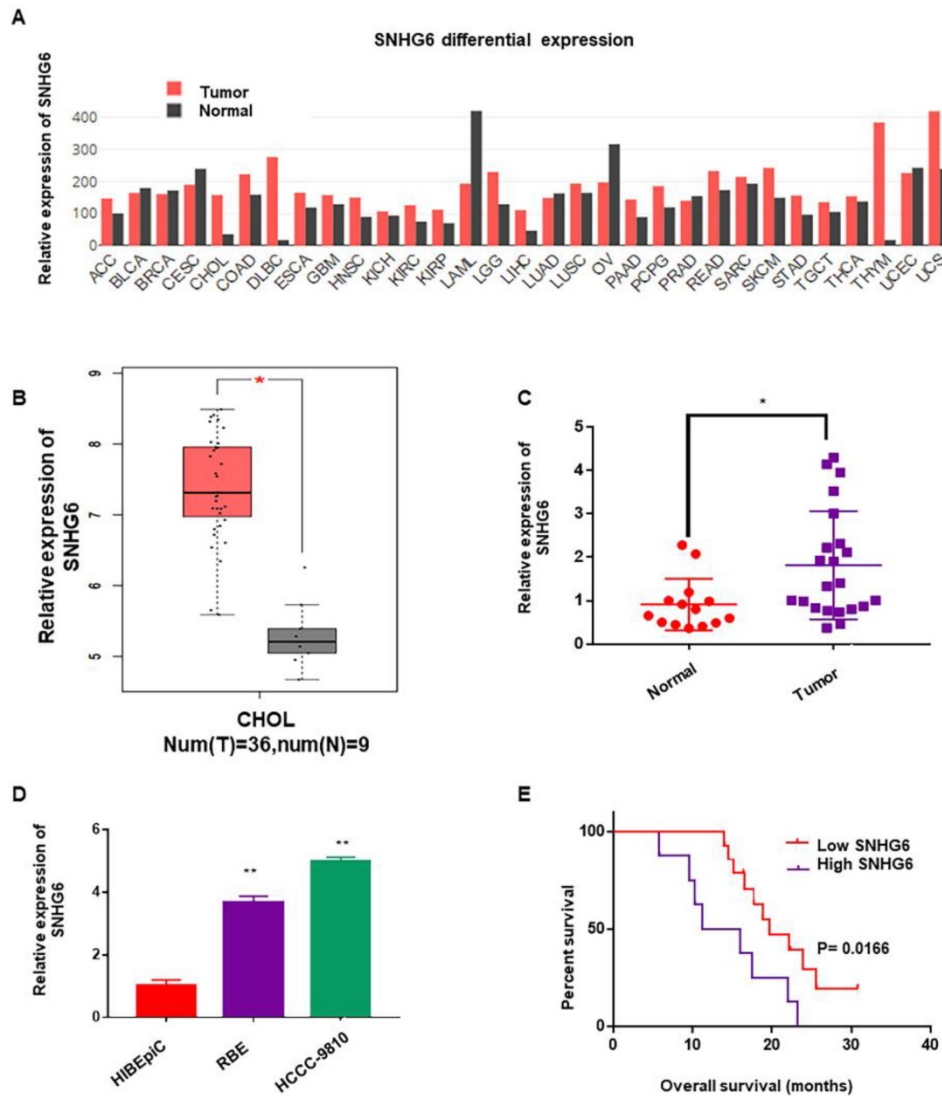 A
SNHG6 differential expression
Relative expression of SNHG6
Tumor
Normal
400
300
200
100
0
ACC BLCA BRCA CESC CHOL COAD DLBC ESCA GBM HNSC KICH KIRC KIRP LAML LGG LIHC LUAD LUSC OV PAAD PCPG PRAD READ SARC SKCM STAD TGCT THCA THYM UCEC UCS
B
Relative expression of
SNHG6
9
8
7
6
5
*
CHOL
Num(T)=36,num(N)=9
C
Relative expression of
SNHG6
*
5
4
3
2
1
0
Normal Tumor
D
Relative expression of
SNHG6
6
4
2
0
** **
HIBEpiC RBE HCCC-9810
E
Percent survival
100
50
0
Low SNHG6
High SNHG6
P= 0.0166
0 10 20 30 40
Overall survival (months)